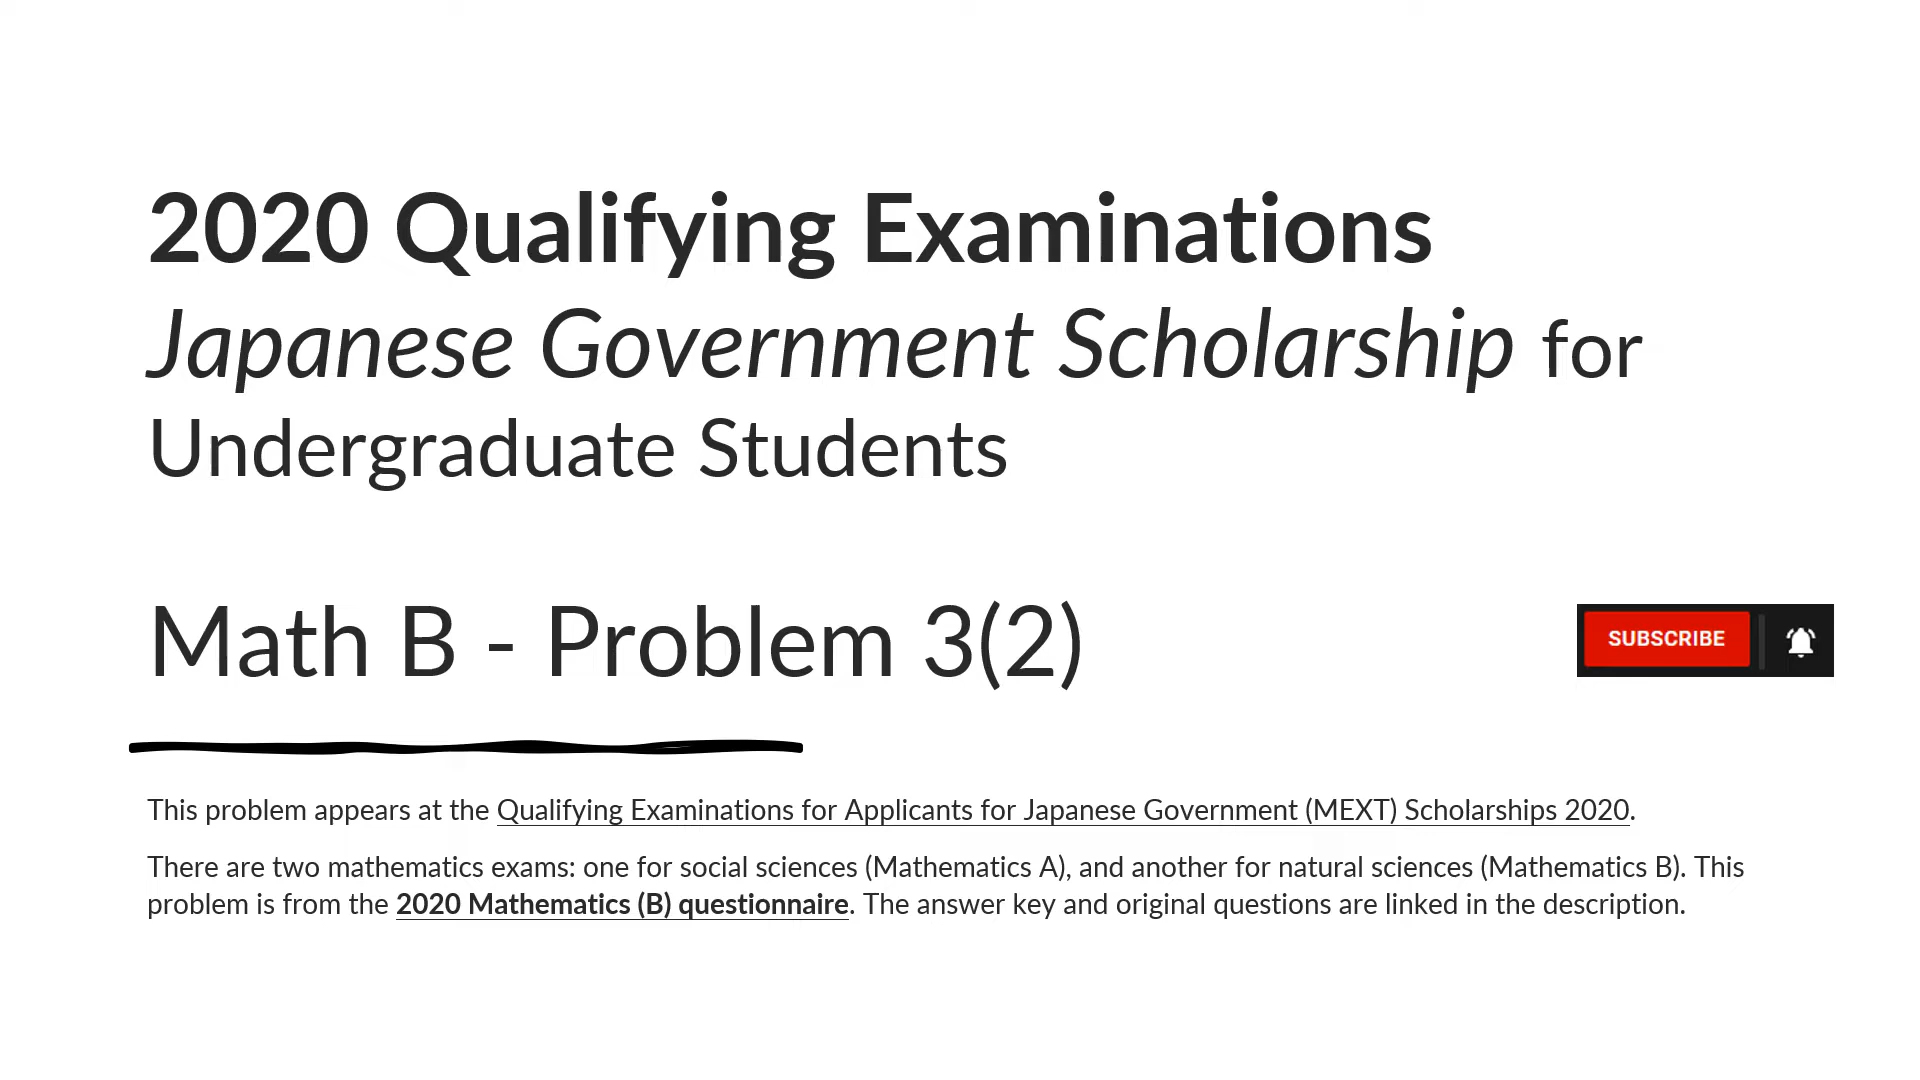 2020 Qualifying Examinations
Japanese Government Scholarship for
Undergraduate Students
Math B - Problem 3(2)
SUBSCRIBE
This problem appears at the Qualifying Examinations for Applicants for Japanese Government (MEXT) Scholarships 2020.
There are two mathematics exams: one for social sciences (Mathematics A), and another for natural sciences (Mathematics B). This
problem is from the 2020 Mathematics (B) questionnaire. The answer key and original questions are linked in the description.